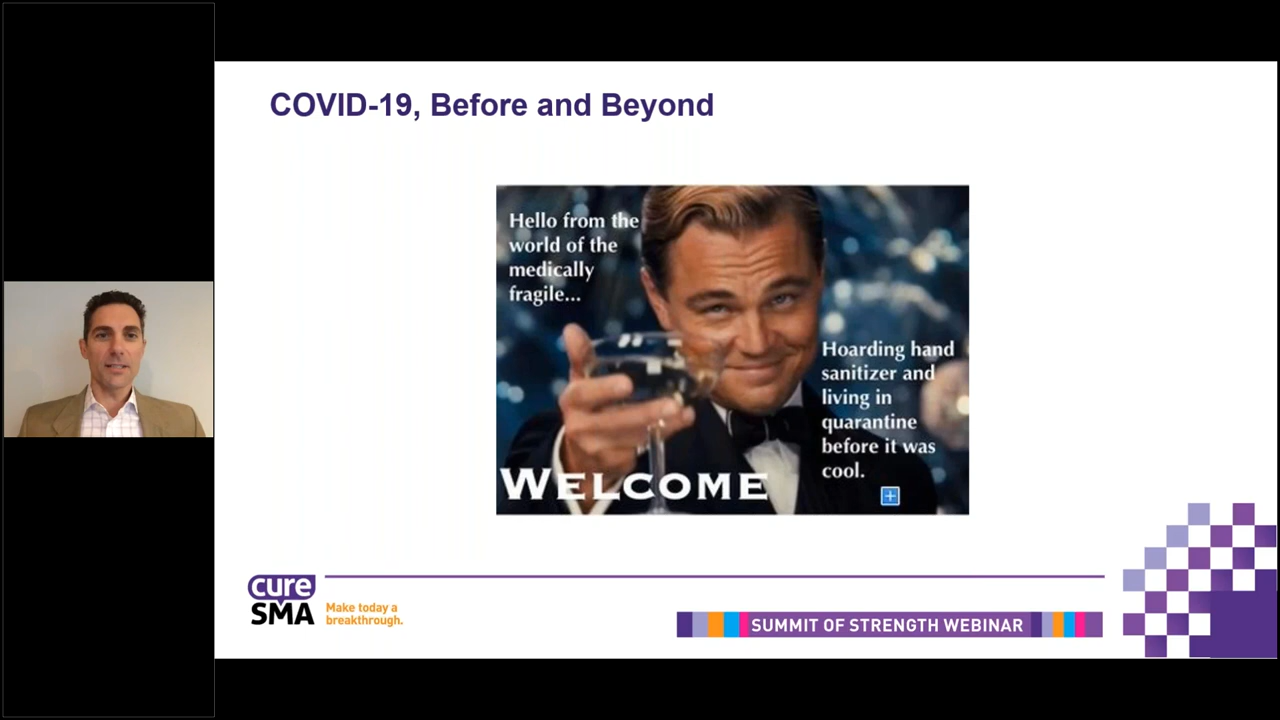 COVID-19, Before and Beyond
Hello from the
world of the
medically
fragile...
Hoarding hand
sanitizer and
living in
quarantine
before it was
cool.
WELCOME
cure
SMA
Make today a
breakthrough.
SUMMIT OF STRENGTH WEBINAR